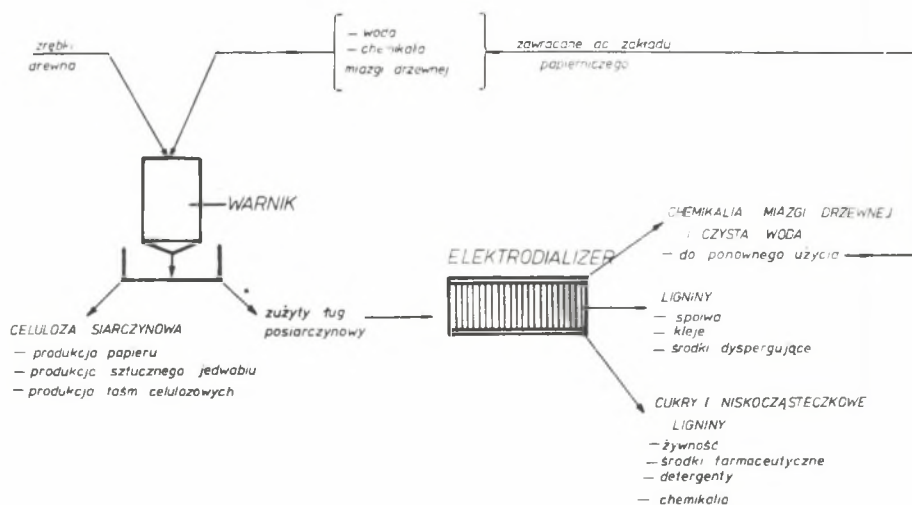 zrębki
drewna
– woda
– chemikalia
miazgi drzewnej
zawracane do zakładu
papierniczego
WARNIK
CHEMIKALIA MIAZGI DRZEWNEJ
I CZYSTA WODA
– do ponownego użycia
ELEKTRODIALIZER
zużyty ług
posiarczynowy
LIGNINY
– spoiwa
– kleje
– środki dyspergujące
CELULOZA SIARCZYNOWA
– produkcja papieru
– produkcja sztucznego jedwabiu
– produkcja taśm celulozowych
CUKRY I NISKOCZĄSTECZKOWE
LIGNINY
– żywność
– środki farmaceutyczne
– detergenty
– chemikalia